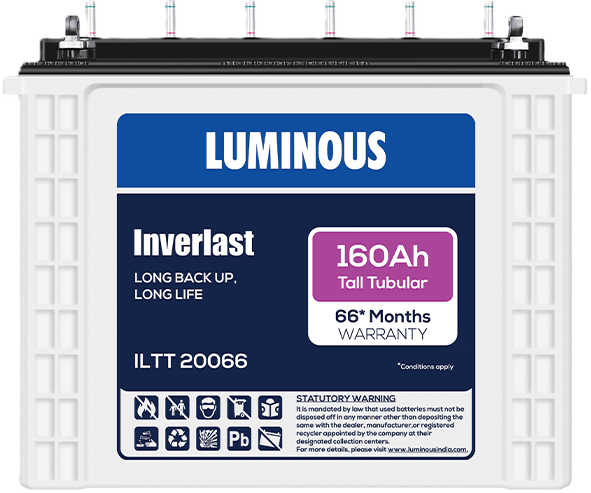 LUMINOUS
Inverlast
LONG BACK UP,
LONG LIFE
160Ah
Tall Tubular
66* Months
WARRANTY
ILTT 20066
*Conditions apply
Pb
STATUTORY WARNING
It is mandated by law that used batteries must not be
disposed off in any manner other than depositing the
same with the dealer, manufacturer,or registered
recycler appointed by the company at their
designated collection centers.
For more details, please visit www.luminousindia.com.